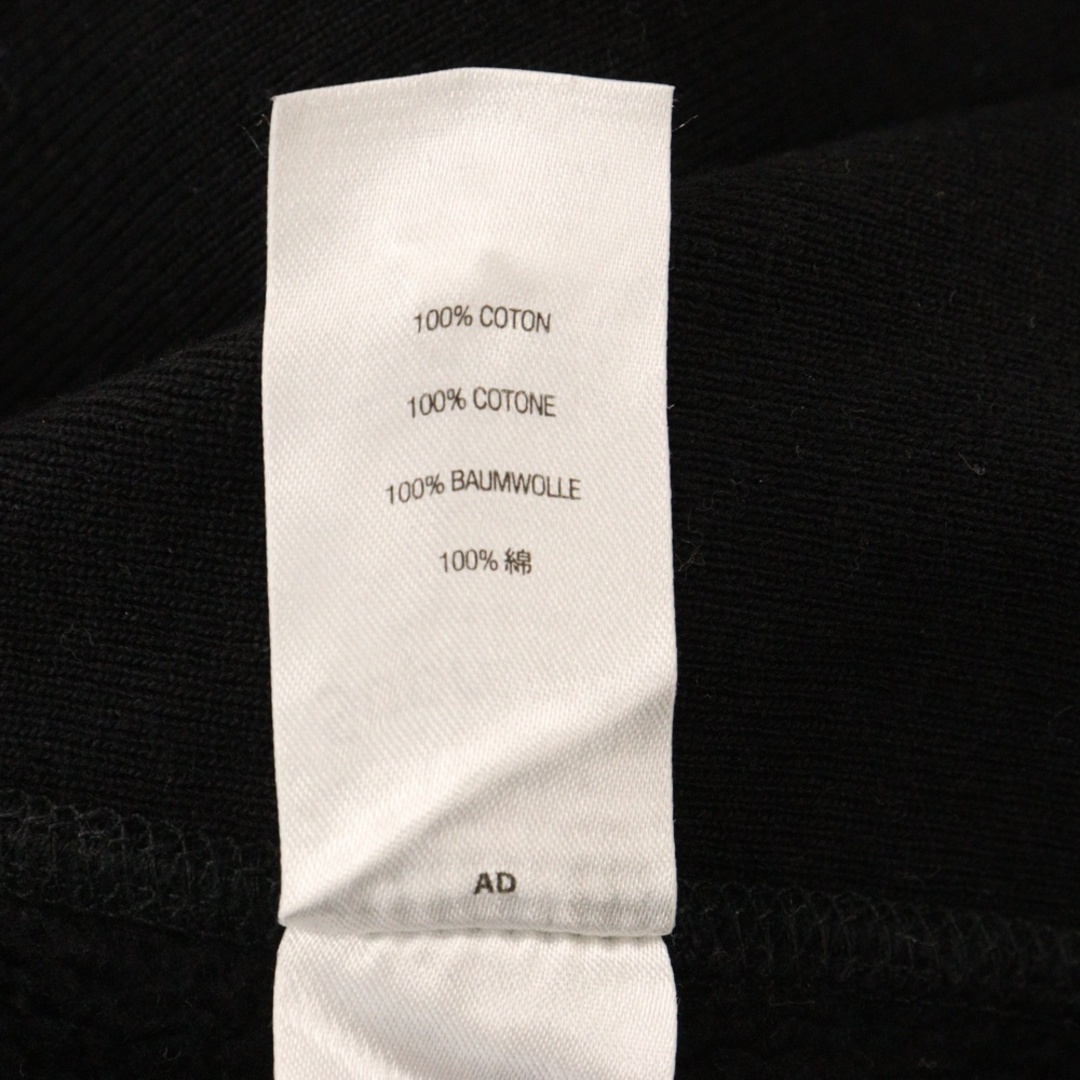 100% COTON
100% COTONE
100% BAUMWOLLE
100% 綿
AD